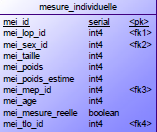 mesure_individuelle
mei_id serial <pk>
mei_lop_id int4 <fk1>
mei_sex_id int4 <fk2>
mei_taille int4
mei_poids int4
mei_poids_estime int4
mei_mep_id int4 <fk3>
mei_age int4
mei_mesure_reelle boolean
mei_tlo_id int4 <fk4>